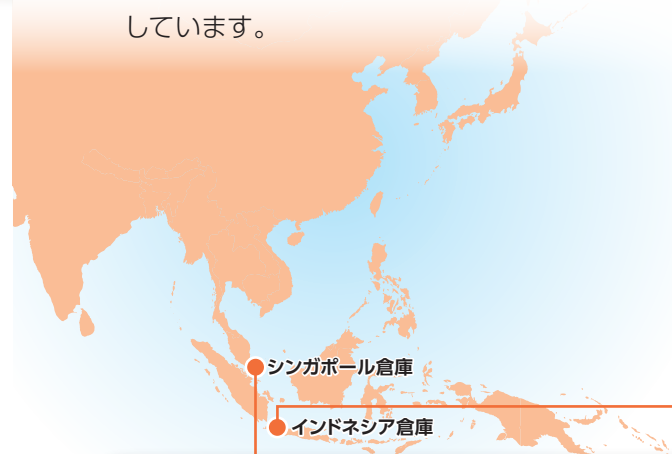 しています。
シンガポール倉庫
インドネシア倉庫